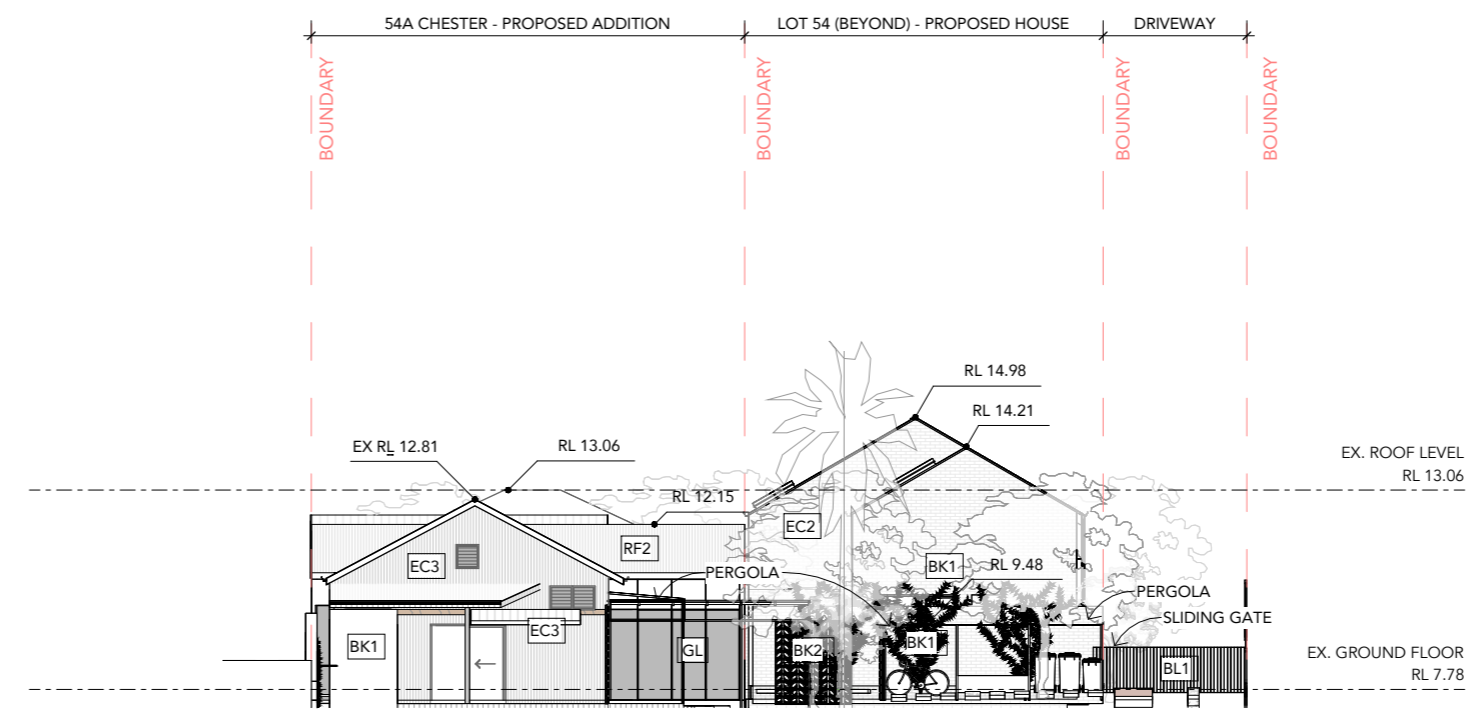 54A CHESTER - PROPOSED ADDITION
LOT 54 (BEYOND) - PROPOSED HOUSE
DRIVEWAY
BOUNDARY
BOUNDARY
BOUNDARY
BOUNDARY
RL 14.98
RL 14.21
EX RL 12.81
RL 13.06
EX. ROOF LEVEL
RL 13.06
RL 12.15
EC2
RF2
EC3
BK1
RL 9.48
PERGOLA
PERGOLA
SLIDING GATE
EC3
BK1
GL
BK2
BK1
BL1
EX. GROUND FLOOR
RL 7.78